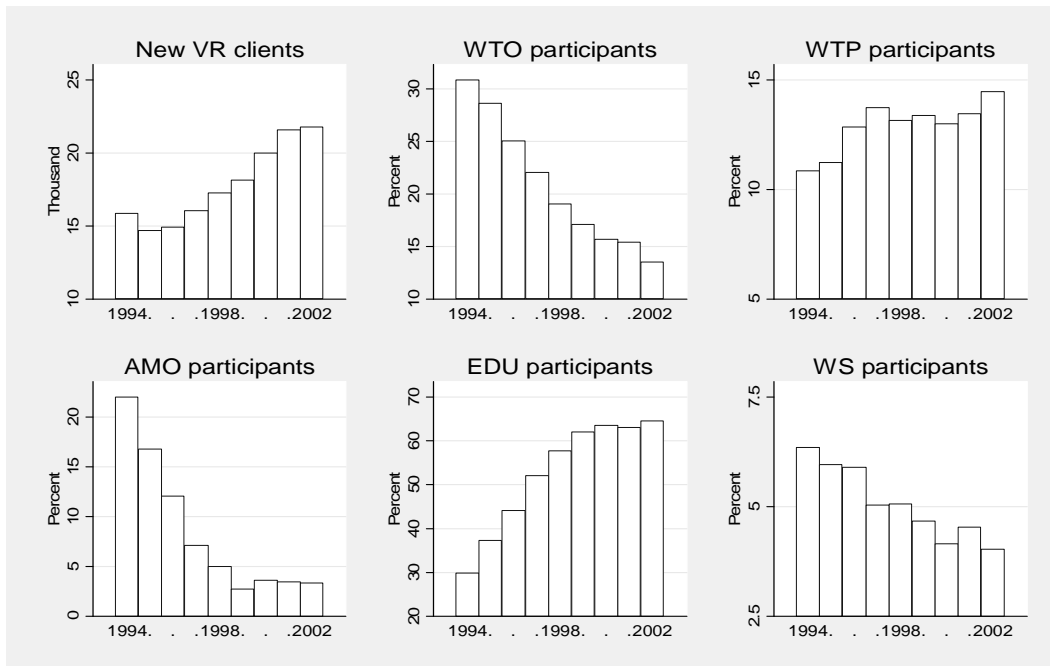 New VR clients
Thousand
25
20
15
10
1994. . .1998. . .2002
WTO participants
Percent
30
25
20
15
10
1994. . .1998. . .2002
WTP participants
Percent
15
10
5
1994. . .1998. . .2002
AMO participants
Percent
20
15
10
5
0
1994. . .1998. . .2002
EDU participants
Percent
70
60
50
40
30
20
1994. . .1998. . .2002
WS participants
Percent
7.5
5
2.5
1994. . .1998. . .2002